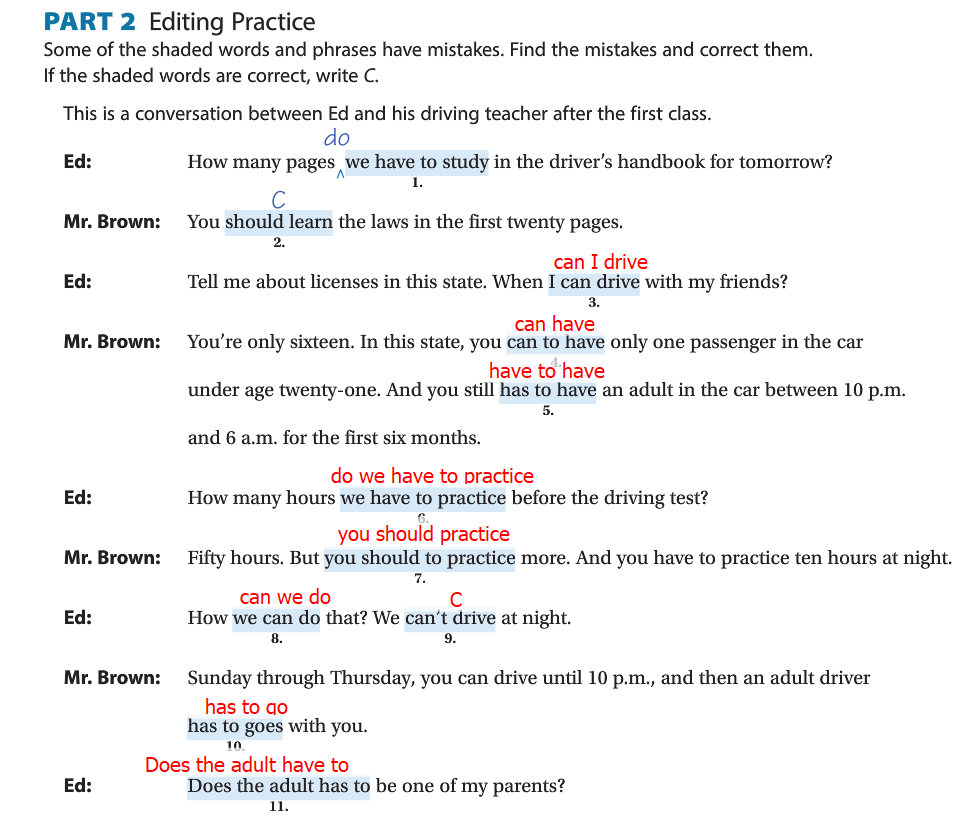 PART 2 Editing Practice
Some of the shaded words and phrases have mistakes. Find the mistakes and correct them.
If the shaded words are correct, write C.
This is a conversation between Ed and his driving teacher after the first class.
do
Ed: How many pages ^ we have to study in the driver's handbook for tomorrow?
1.
C
Mr. Brown: You should learn the laws in the first twenty pages.
2.
can I drive
Ed: Tell me about licenses in this state. When I can drive with my friends?
3.
can have
Mr. Brown: You're only sixteen. In this state, you can to have only one passenger in the car
4.
have to have
under age twenty-one. And you still has to have an adult in the car between 10 p.m.
5.
and 6 a.m. for the first six months.
do we have to practice
Ed: How many hours we have to practice before the driving test?
6.
you should practice
Mr. Brown: Fifty hours. But you should to practice more. And you have to practice ten hours at night.
7.
can we do C
Ed: How we can do that? We can't drive at night.
8. 9.
Mr. Brown: Sunday through Thursday, you can drive until 10 p.m., and then an adult driver
has to go
has to goes with you.
10.
Does the adult have to
Ed: Does the adult has to be one of my parents?
11.